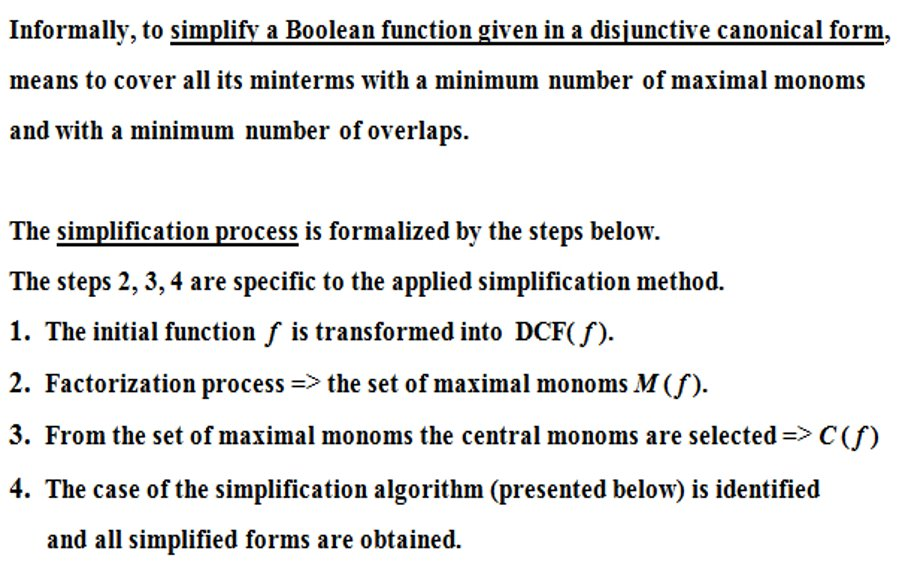 Informally, to simplify a Boolean function given in a disjunctive canonical form,
means to cover all its minterms with a minimum number of maximal monoms
and with a minimum number of overlaps.
The simplification process is formalized by the steps below.
The steps 2, 3, 4 are specific to the applied simplification method.
1. The initial function f is transformed into DCF(f).
2. Factorization process => the set of maximal monoms M(f).
3. From the set of maximal monoms the central monoms are selected => C(f)
4. The case of the simplification algorithm (presented below) is identified
and all simplified forms are obtained.